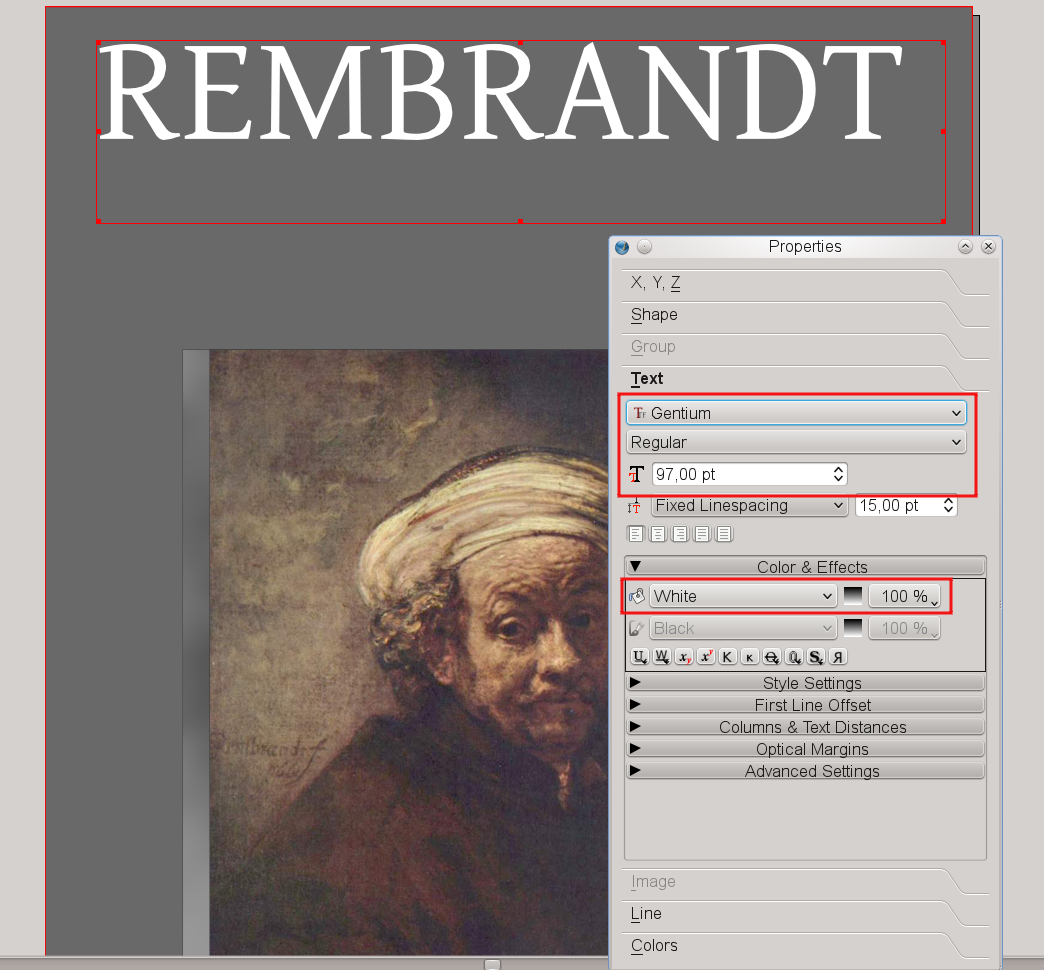 REMBRANDT
Properties
X, Y, Z
Shape
Group
Text
Gentium
Regular
97,00 pt
Fixed Linespacing 15,00 pt
Color & Effects
White 100 %
Black 100 %
U W x y x y K K O O S Я
Style Settings
First Line Offset
Columns & Text Distances
Optical Margins
Advanced Settings
Image
Line
Colors
Rembrandt